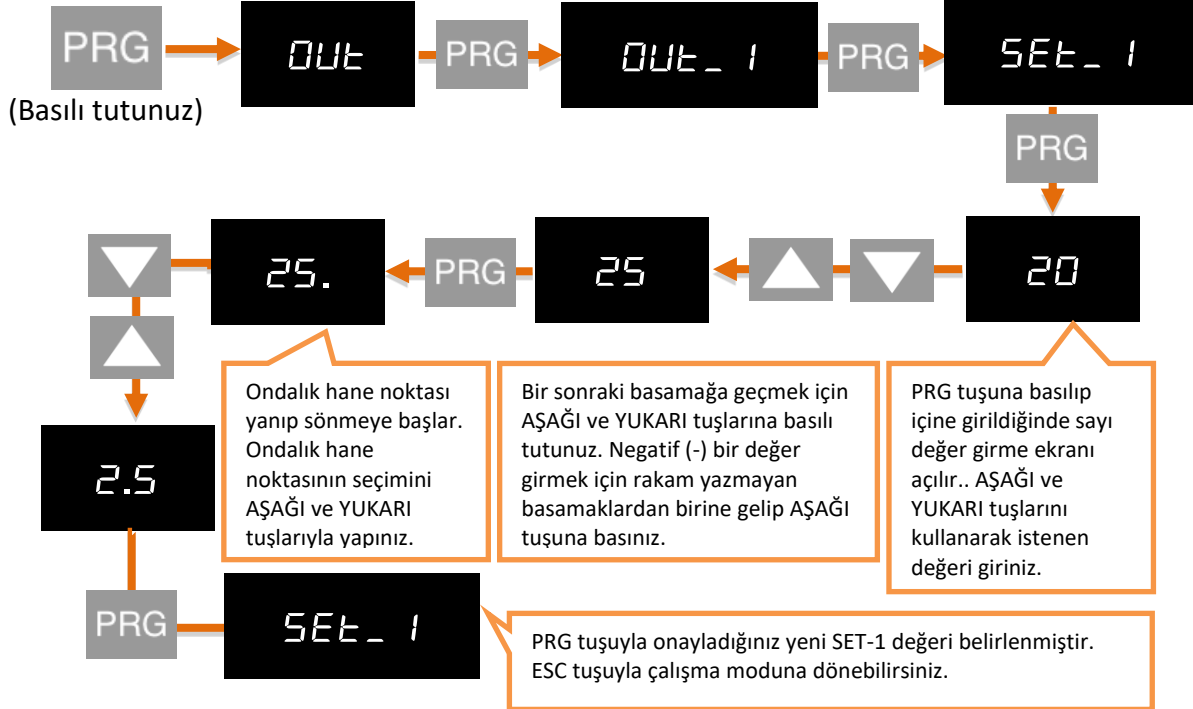 PRG
OUt
PRG
OUt_1
PRG
SEt_1
(Basılı tutunuz)
PRG
25.
PRG
25
20
Ondalık hane noktası
yanıp sönmeye başlar.
Ondalık hane
noktasının seçimini
AŞAĞI ve YUKARI
tuşlarıyla yapınız.
Bir sonraki basamağa geçmek için
AŞAĞI ve YUKARI tuşlarına basılı
tutunuz. Negatif (-) bir değer
girmek için rakam yazmayan
basamaklardan birine gelip AŞAĞI
tuşuna basınız.
PRG tuşuna basılıp
içine girildiğinde sayı
değer girme ekranı
açılır.. AŞAĞI ve
YUKARI tuşlarını
kullanarak istenen
değeri giriniz.
2.5
PRG
SEt_1
PRG tuşuyla onayladığınız yeni SET-1 değeri belirlenmiştir.
ESC tuşuyla çalışma moduna dönebilirsiniz.